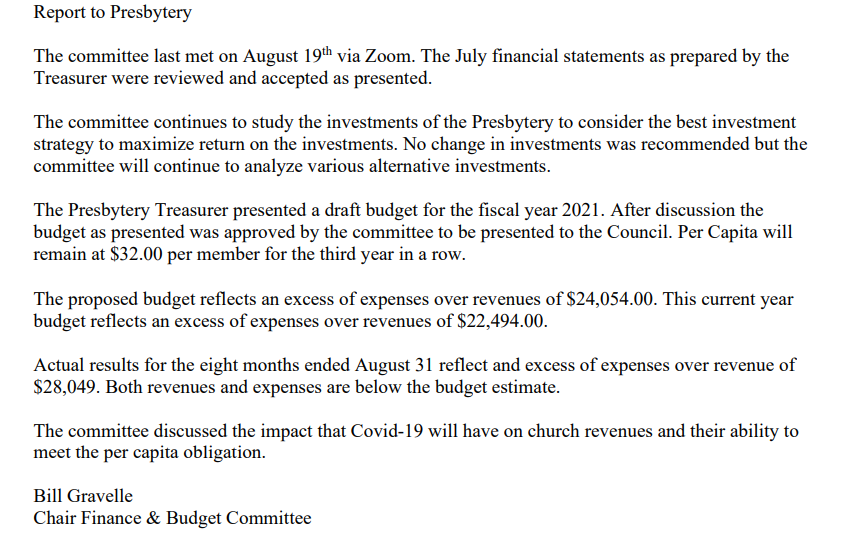 Report to Presbytery
The committee last met on August 19th via Zoom. The July financial statements as prepared by the
Treasurer were reviewed and accepted as presented.
The committee continues to study the investments of the Presbytery to consider the best investment
strategy to maximize return on the investments. No change in investments was recommended but the
committee will continue to analyze various alternative investments.
The Presbytery Treasurer presented a draft budget for the fiscal year 2021. After discussion the
budget as presented was approved by the committee to be presented to the Council. Per Capita will
remain at $32.00 per member for the third year in a row.
The proposed budget reflects an excess of expenses over revenues of $24,054.00. This current year
budget reflects an excess of expenses over revenues of $22,494.00.
Actual results for the eight months ended August 31 reflect and excess of expenses over revenue of
$28,049. Both revenues and expenses are below the budget estimate.
The committee discussed the impact that Covid-19 will have on church revenues and their ability to
meet the per capita obligation.
Bill Gravelle
Chair Finance & Budget Committee